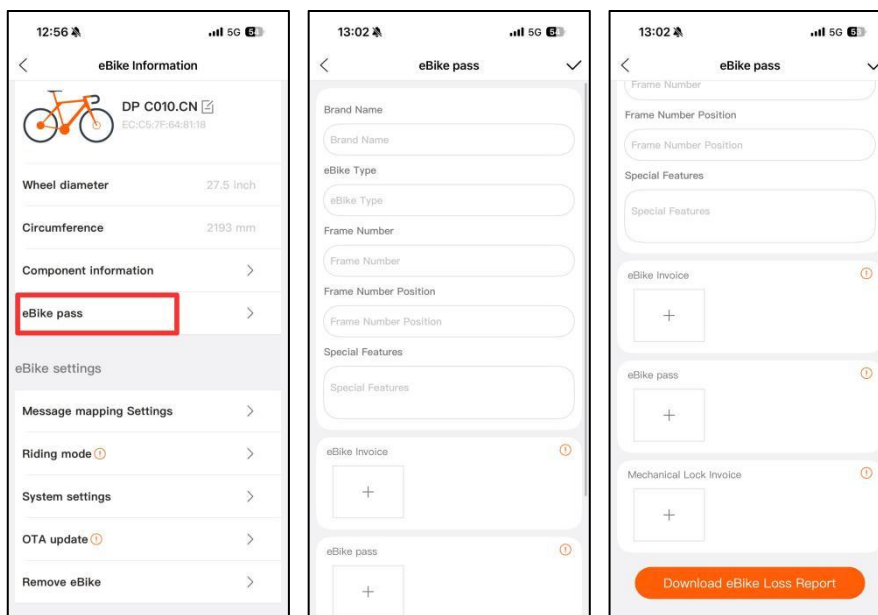 12:56
5G 54
eBike Information
DP C010.CN
EC:C5:7F:64:81:18
Wheel diameter 27.5 inch
Circumference 2193 mm
Component information
eBike pass
eBike settings
Message mapping Settings
Riding mode
System settings
OTA update
Remove eBike
13:02
5G
eBike pass
Brand Name
Brand Name
eBike Type
eBike Type
Frame Number
Frame Number
Frame Number Position
Frame Number Position
Special Features
Special Features
eBike Invoice
eBike pass
13:02
5G
eBike pass
Frame Number
Frame Number Position
Frame Number Position
Special Features
Special Features
eBike Invoice
eBike pass
Mechanical Lock Invoice
Download eBike Loss Report